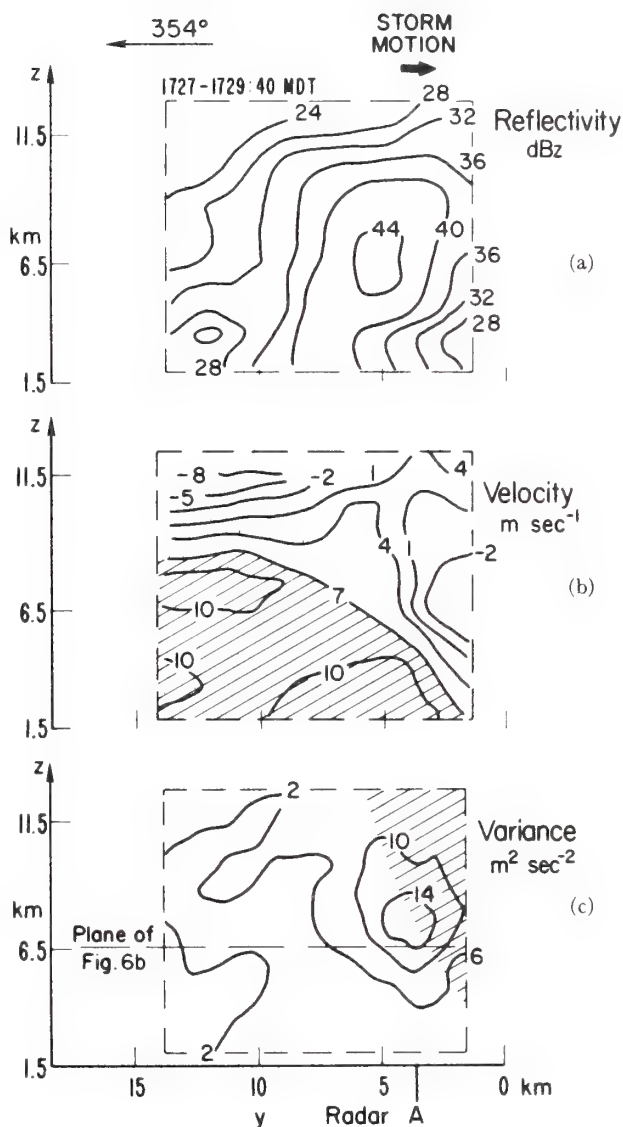 354°
STORM
MOTION
z
1727-1729:40 MDT
28
24
32
11.5
Reflectivity
dBz
36
44
40
km
6.5
36
(a)
32
28
28
1.5
z
-8
-2
1
4
11.5
-5
Velocity
m sec⁻¹
4
1
-2
7
(b)
6.5
10
10
10
1.5
z
2
11.5
10
Variance
m² sec⁻²
14
km
(c)
Plane of
6.5
Fig. 6b
6
2
1.5
15
10
5
0
km
y
Radar
A